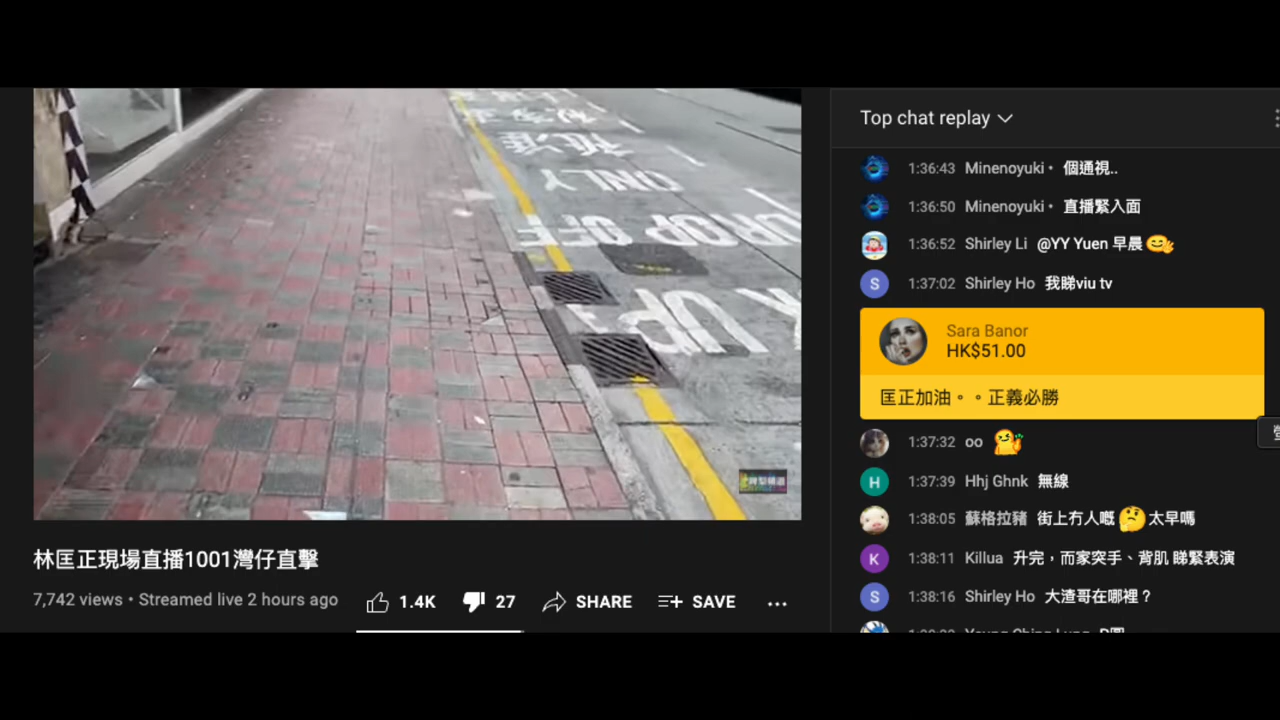 ONLY
DROP OFF
林匡正現場直播1001灣仔直擊
7,742 views • Streamed live 2 hours ago
1.4K
27
SHARE
SAVE
Top chat replay
1:36:43 Minenoyuki • 個通視..
1:36:50 Minenoyuki • 直播緊入面
1:36:52 Shirley Li @YY Yuen 早晨
S 1:37:02 Shirley Ho 我睇viu tv
Sara Banor
HK$51.00
匡正加油。。正義必勝
1:37:32 oo
H 1:37:39 Hhj Ghnk 無線
1:38:05 蘇格拉豬 街上冇人嘅🤔太早嗎
K 1:38:11 Killua 升完，而家突手、背肌 睇緊表演
S 1:38:16 Shirley Ho 大渣哥在哪裡？